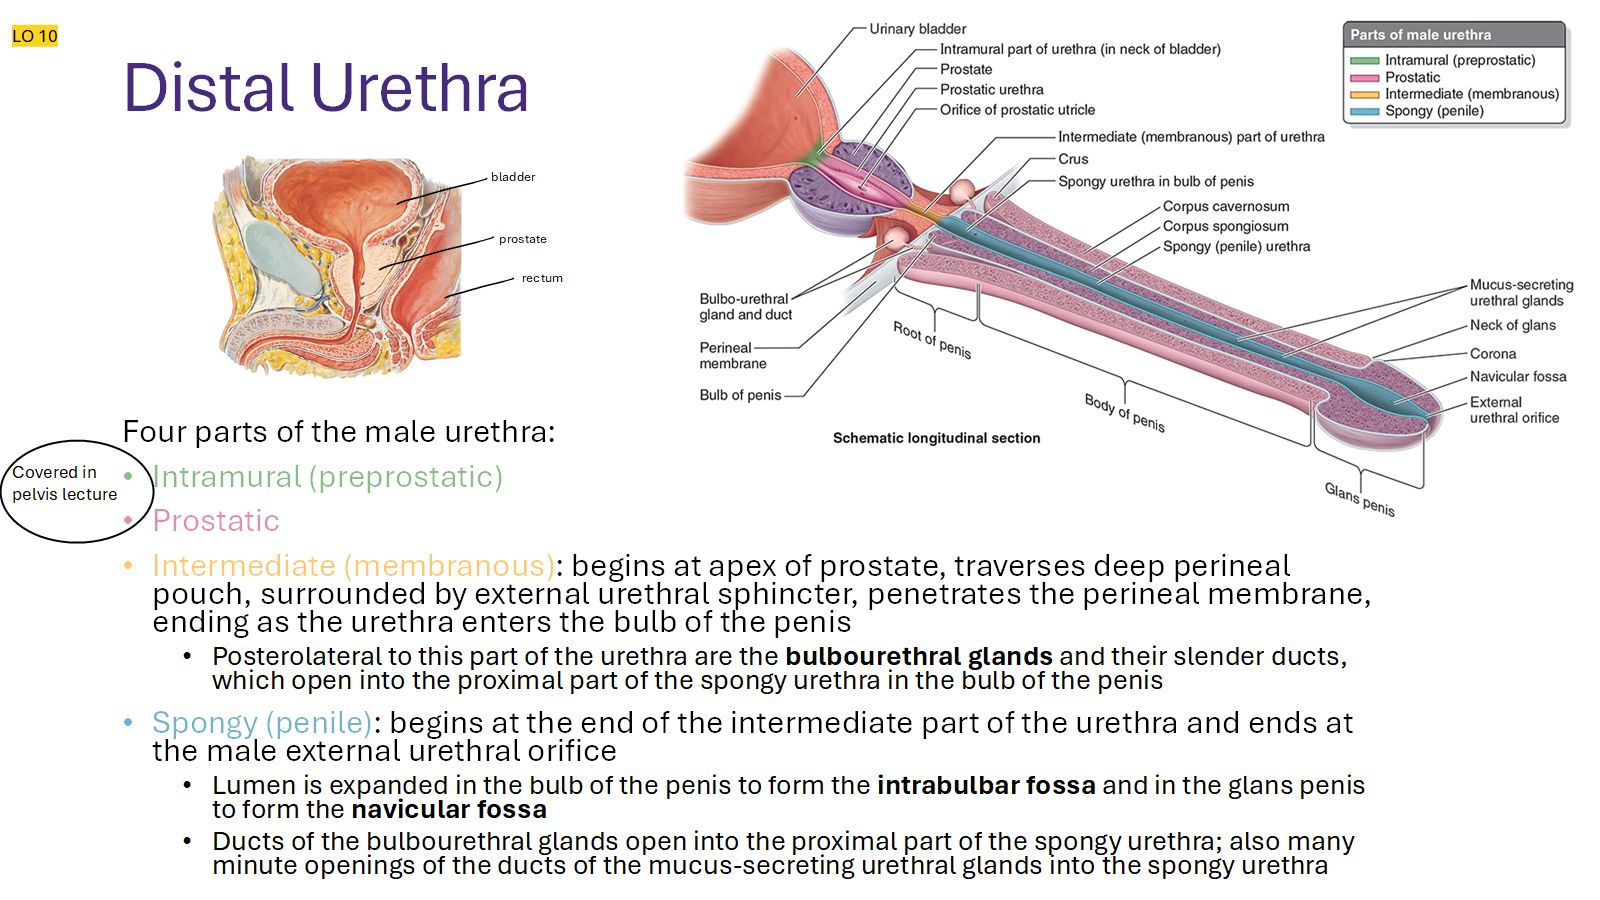 LO 10
Distal Urethra
bladder
prostate
rectum
Urinary bladder
Intramural part of urethra (in neck of bladder)
Prostate
Prostatic urethra
Orifice of prostatic utricle
Intermediate (membranous) part of urethra
Crus
Spongy urethra in bulb of penis
Corpus cavernosum
Corpus spongiosum
Spongy (penile) urethra
Mucus-secreting
urethral glands
Neck of glans
Corona
Navicular fossa
External
urethral orifice
Bulbo-urethral
gland and duct
Perineal
membrane
Bulb of penis
Root of penis
Body of penis
Glans penis
Schematic longitudinal section
Parts of male urethra
Intramural (preprostatic)
Prostatic
Intermediate (membranous)
Spongy (penile)
Four parts of the male urethra:
Covered in
pelvis lecture
• Intramural (preprostatic)
• Prostatic
• Intermediate (membranous): begins at apex of prostate, traverses deep perineal
pouch, surrounded by external urethral sphincter, penetrates the perineal membrane,
ending as the urethra enters the bulb of the penis
• Posterolateral to this part of the urethra are the bulbourethral glands and their slender ducts,
which open into the proximal part of the spongy urethra in the bulb of the penis
• Spongy (penile): begins at the end of the intermediate part of the urethra and ends at
the male external urethral orifice
• Lumen is expanded in the bulb of the penis to form the intrabulbar fossa and in the glans penis
to form the navicular fossa
• Ducts of the bulbourethral glands open into the proximal part of the spongy urethra; also many
minute openings of the ducts of the mucus-secreting urethral glands into the spongy urethra